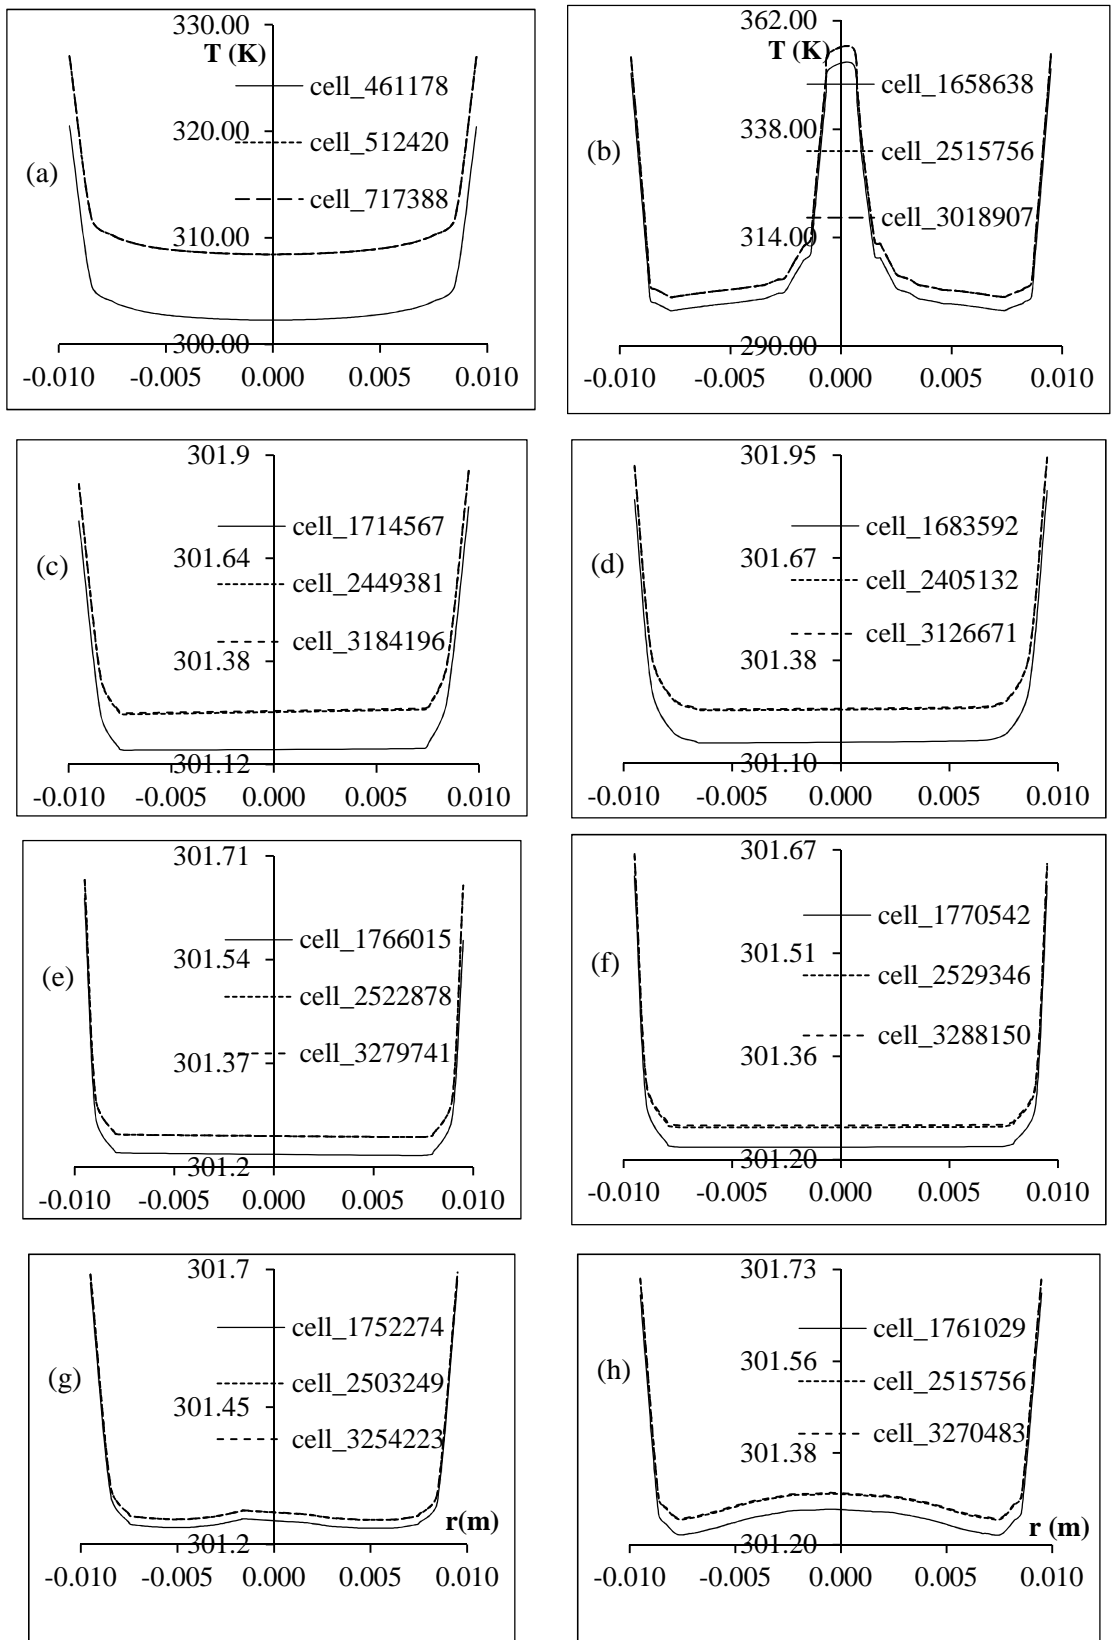 330.00
T (K)
cell_461178
320.00
cell_512420
(a)
cell_717388
310.00
300.00
-0.010 -0.005 0.000 0.005 0.010
362.00
T (K)
cell_1658638
338.00
(b)
cell_2515756
cell_3018907
314.00
290.00
-0.010 -0.005 0.000 0.005 0.010
301.9
cell_1714567
301.64
(c)
cell_2449381
cell_3184196
301.38
301.12
-0.010 -0.005 0.000 0.005 0.010
301.95
cell_1683592
301.67
(d)
cell_2405132
cell_3126671
301.38
301.10
-0.010 -0.005 0.000 0.005 0.010
301.71
cell_1766015
301.54
(e)
cell_2522878
cell_3279741
301.37
301.2
-0.010 -0.005 0.000 0.005 0.010
301.67
cell_1770542
301.51
(f)
cell_2529346
cell_3288150
301.36
301.20
-0.010 -0.005 0.000 0.005 0.010
301.7
cell_1752274
(g)
cell_2503249
301.45
cell_3254223
r(m)
301.2
-0.010 -0.005 0.000 0.005 0.010
301.73
cell_1761029
301.56
(h)
cell_2515756
cell_3270483
301.38
r (m)
301.20
-0.010 -0.005 0.000 0.005 0.010